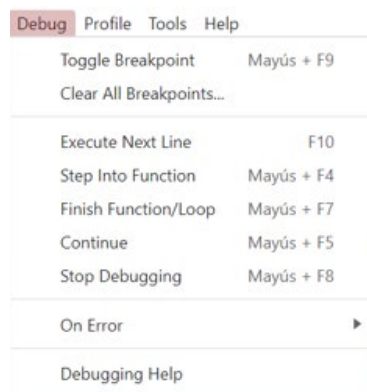 Debug Profile Tools Help
Toggle Breakpoint Mayús + F9
Clear All Breakpoints...
Execute Next Line F10
Step Into Function Mayús + F4
Finish Function/Loop Mayús + F7
Continue Mayús + F5
Stop Debugging Mayús + F8
On Error
Debugging Help